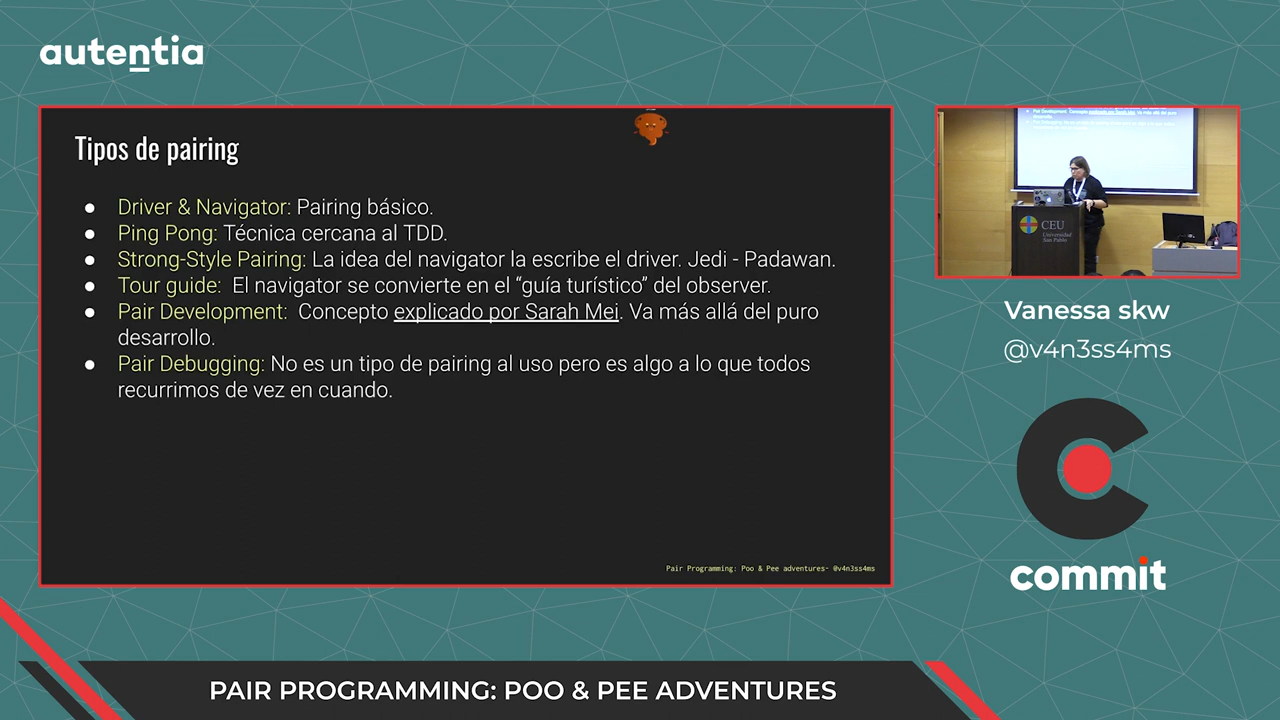 autentia
Tipos de pairing
● Driver & Navigator: Pairing básico.
● Ping Pong: Técnica cercana al TDD.
● Strong-Style Pairing: La idea del navigator la escribe el driver. Jedi - Padawan.
● Tour guide: El navigator se convierte en el “guía turístico” del observer.
● Pair Development: Concepto explicado por Sarah Mei. Va más allá del puro
desarrollo.
● Pair Debugging: No es un tipo de pairing al uso pero es algo a lo que todos
recurrimos de vez en cuando.
Pair Programming: Poo & Pee adventures- @v4n3ss4ms
CEU
Universidad
San Pablo
Vanessa skw
@v4n3ss4ms
commit
PAIR PROGRAMMING: POO & PEE ADVENTURES